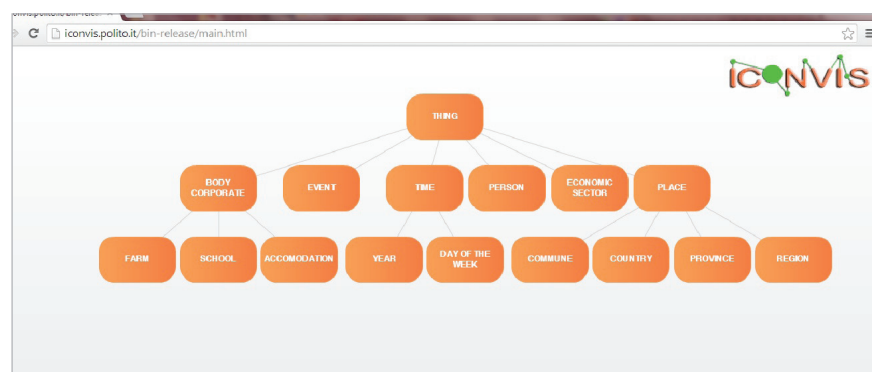 iconvis.polito.it/bin-release/main.html
ICONVIS
THING
BODY
CORPORATE
EVENT
TIME
PERSON
ECONOMIC
SECTOR
PLACE
FARM
SCHOOL
ACCOMODATION
YEAR
DAY OF THE
WEEK
COMMUNE
COUNTRY
PROVINCE
REGION